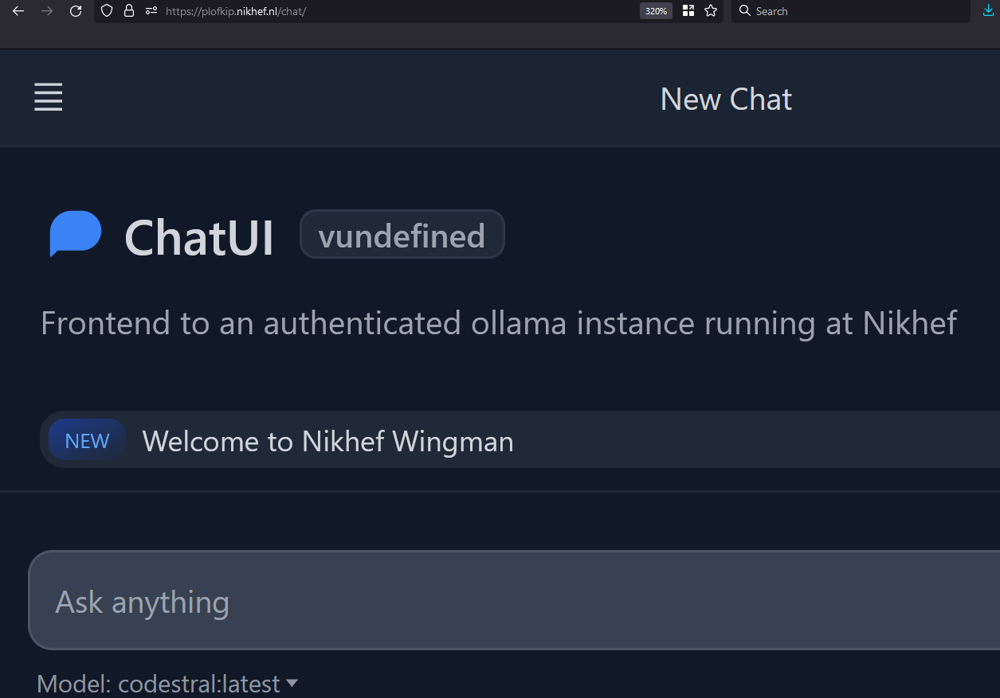 https://plofkip.nikhef.nl/chat/
320%
Search
New Chat
ChatUI
vundefined
Frontend to an authenticated ollama instance running at Nikhef
NEW
Welcome to Nikhef Wingman
Ask anything
Model: codestral:latest